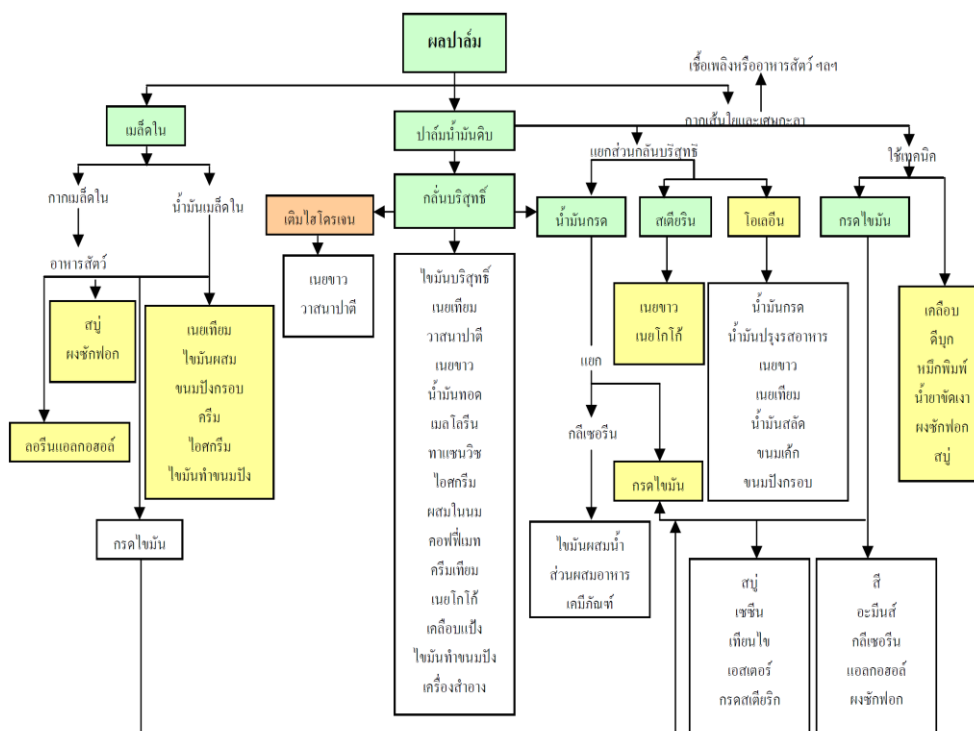 ผลปาล์ม
เชื้อเพลิงหรืออาหารสัตว์ ฯลฯ
กากเส้นใยและเศษกะลา
เมล็ดใน
ปาล์มน้ำมันดิบ
แยกส่วนกลั่นบริสุทธิ์
ใช้เทคนิค
กากเมล็ดใน
น้ำมันเมล็ดใน
กลั่นบริสุทธิ์
เติมไฮโดรเจน
น้ำมันกรด
สเตียริน
โอเลอีน
กรดไขมัน
อาหารสัตว์
สบู่
ผงซักฟอก
ลอรีนแอลกอฮอล์
เนยเทียม
ไขมันผสม
ขนมปังกรอบ
ครีม
ไอศกรีม
ไขมันทำขนมปัง
กรดไขมัน
เนยขาว
วาสนาปาตี
ไขมันบริสุทธิ์
เนยเทียม
วาสนาปาตี
เนยขาว
น้ำมันทอด
เมลโลรีน
ทาแซนวิช
ไอศกรีม
ผสมในนม
คอฟฟี่เมท
ครีมเทียม
เนยโกโก้
เคลือบแป้ง
ไขมันทำขนมปัง
เครื่องสำอาง
แยก
กลีเซอรีน
กรดไขมัน
ไขมันผสมน้ำ
ส่วนผสมอาหาร
เคมีภัณฑ์
เนยขาว
เนยโกโก้
น้ำมันกรด
น้ำมันปรุงรสอาหาร
เนยขาว
เนยเทียม
น้ำมันสลัด
ขนมเค้ก
ขนมปังกรอบ
เคลือบ
ดีบุก
หมึกพิมพ์
น้ำยาขัดเงา
ผงซักฟอก
สบู่
สบู่
เซซีน
เทียนไข
เอสเตอร์
กรดสเตียริก
สี
อะมีนส์
กลีเซอรีน
แอลกอฮอล์
ผงซักฟอก